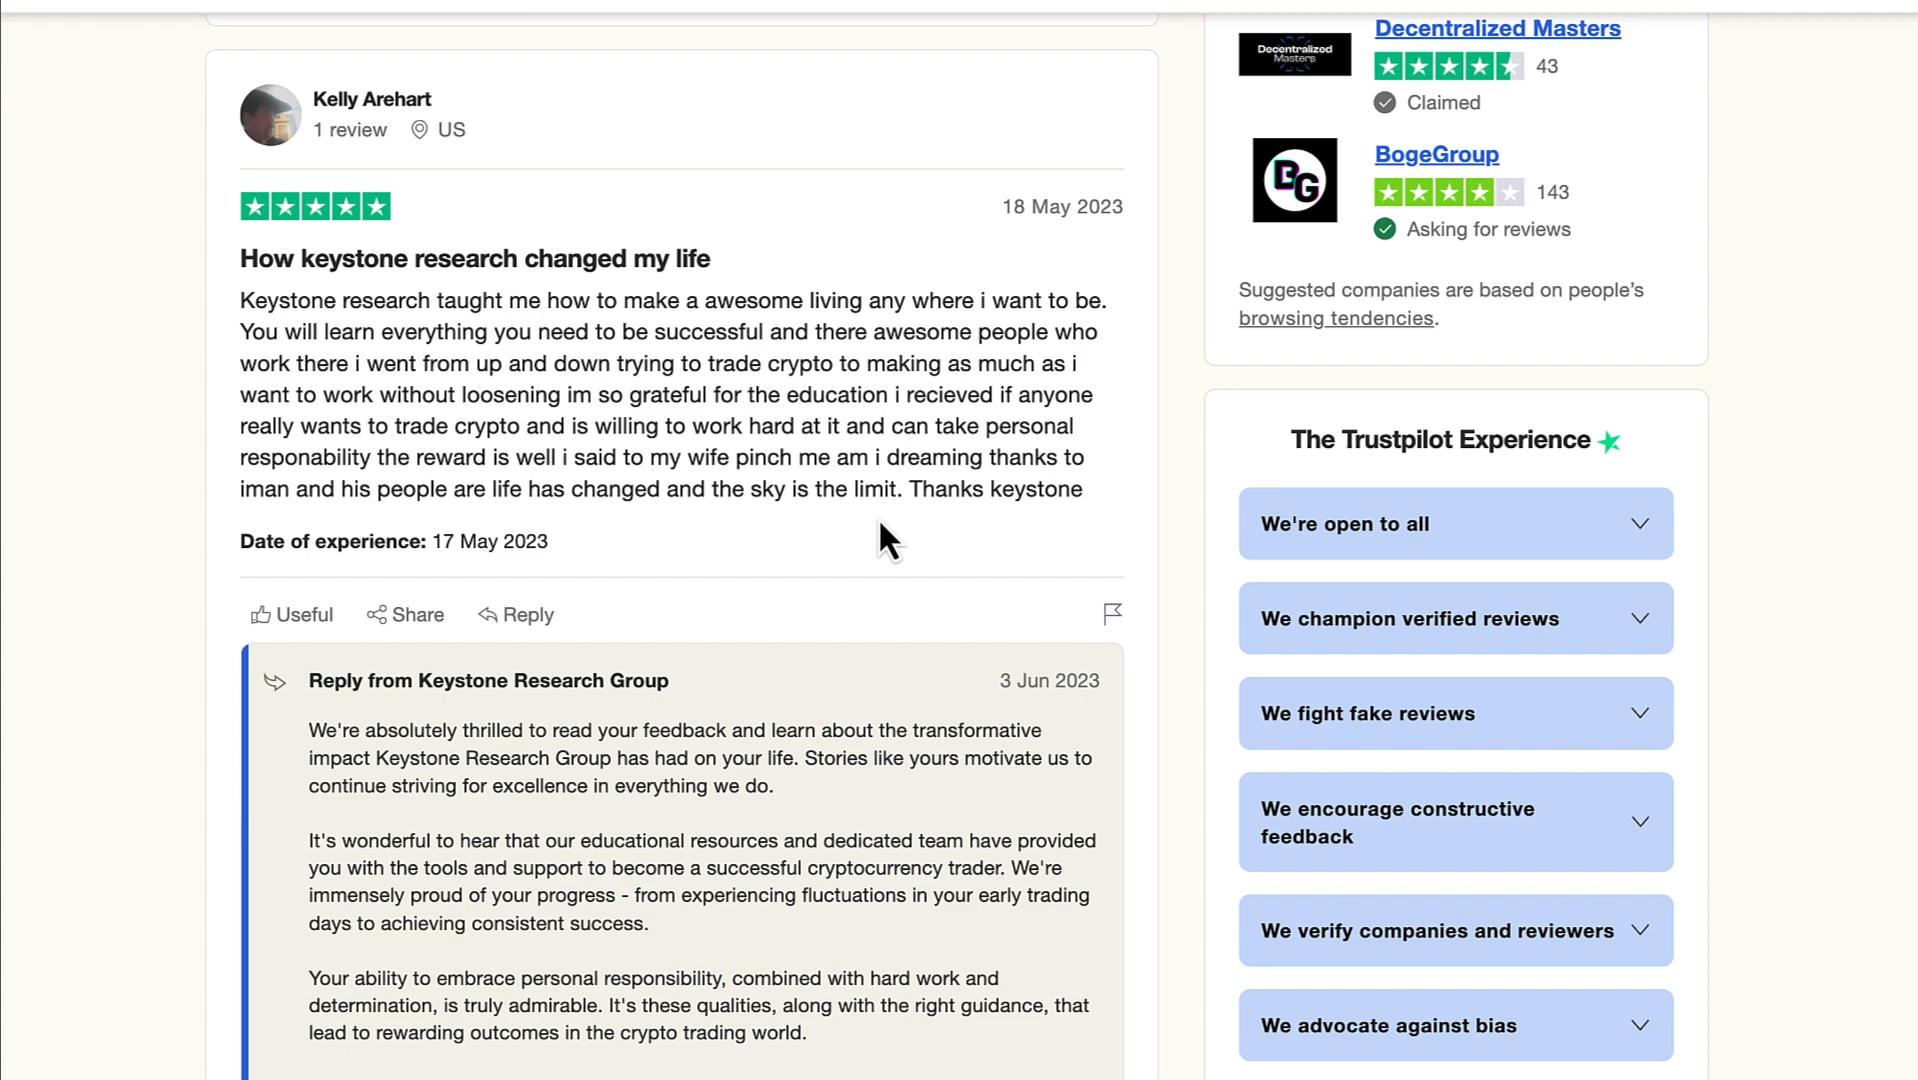 Kelly Arehart
1 review US
18 May 2023
How keystone research changed my life
Keystone research taught me how to make a awesome living any where i want to be.
You will learn everything you need to be successful and there awesome people who
work there i went from up and down trying to trade crypto to making as much as i
want to work without loosening im so grateful for the education i recieved if anyone
really wants to trade crypto and is willing to work hard at it and can take personal
responability the reward is well i said to my wife pinch me am i dreaming thanks to
iman and his people are life has changed and the sky is the limit. Thanks keystone
Date of experience: 17 May 2023
Useful Share Reply
Reply from Keystone Research Group 3 Jun 2023
We're absolutely thrilled to read your feedback and learn about the transformative
impact Keystone Research Group has had on your life. Stories like yours motivate us to
continue striving for excellence in everything we do.
It's wonderful to hear that our educational resources and dedicated team have provided
you with the tools and support to become a successful cryptocurrency trader. We're
immensely proud of your progress - from experiencing fluctuations in your early trading
days to achieving consistent success.
Your ability to embrace personal responsibility, combined with hard work and
determination, is truly admirable. It's these qualities, along with the right guidance, that
lead to rewarding outcomes in the crypto trading world.
Decentralized
Masters
Decentralized Masters
43
Claimed
BG
BogeGroup
143
Asking for reviews
Suggested companies are based on people's
browsing tendencies.
The Trustpilot Experience
We're open to all
We champion verified reviews
We fight fake reviews
We encourage constructive
feedback
We verify companies and reviewers
We advocate against bias